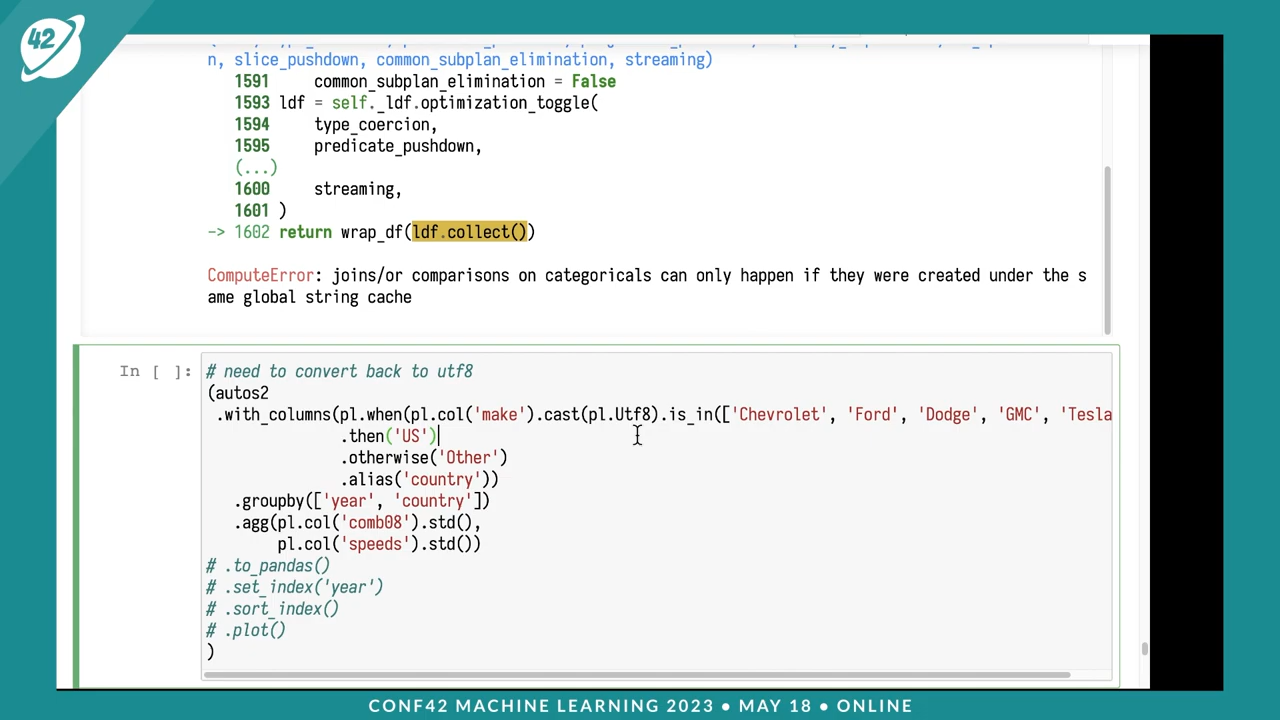 42
n, slice_pushdown, common_subplan_elimination, streaming)
1591     common_subplan_elimination = False
1593 ldf = self._ldf.optimization_toggle(
1594     type_coercion,
1595     predicate_pushdown,
(...)
1600     streaming,
1601 )
-> 1602 return wrap_df(ldf.collect())
ComputeError: joins/or comparisons on categoricals can only happen if they were created under the s
ame global string cache
In [ ]: # need to convert back to utf8
(autos2
.with_columns(pl.when(pl.col('make').cast(pl.Utf8).is_in(['Chevrolet', 'Ford', 'Dodge', 'GMC', 'Tesla
.then('US')
.otherwise('Other')
.alias('country'))
.groupby(['year', 'country'])
.agg(pl.col('comb08').std(),
pl.col('speeds').std())
# .to_pandas()
# .set_index('year')
# .sort_index()
# .plot()
)
CONF42 MACHINE LEARNING 2023 • MAY 18 • ONLINE